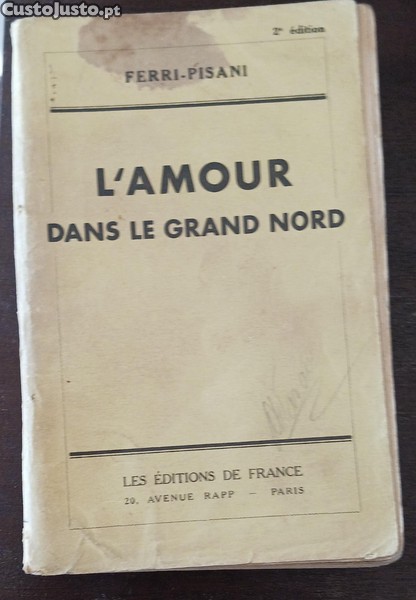 CustoJusto.pt
2e édition
FERRI-PISANI
L'AMOUR
DANS LE GRAND NORD
LES ÉDITIONS DE FRANCE
20, AVENUE RAPP — PARIS